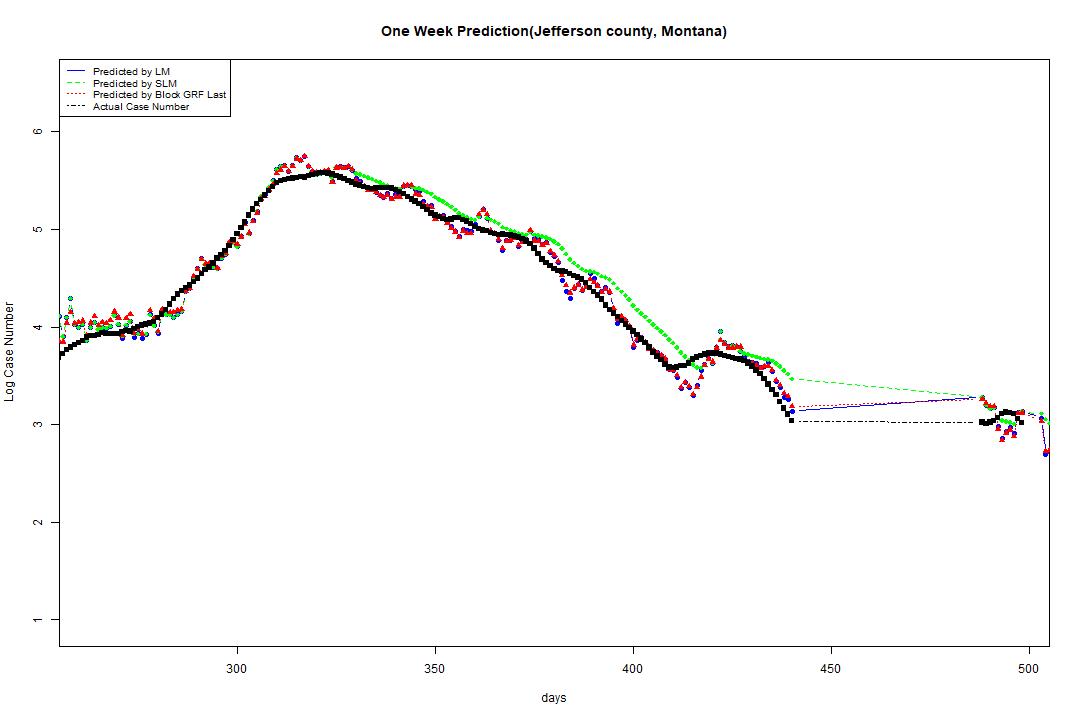 One Week Prediction(Jefferson county, Montana)
Predicted by LM
Predicted by SLM
Predicted by Block GRF Last
Actual Case Number
Log Case Number
6
5
4
3
2
1
300 350 400 450 500
days